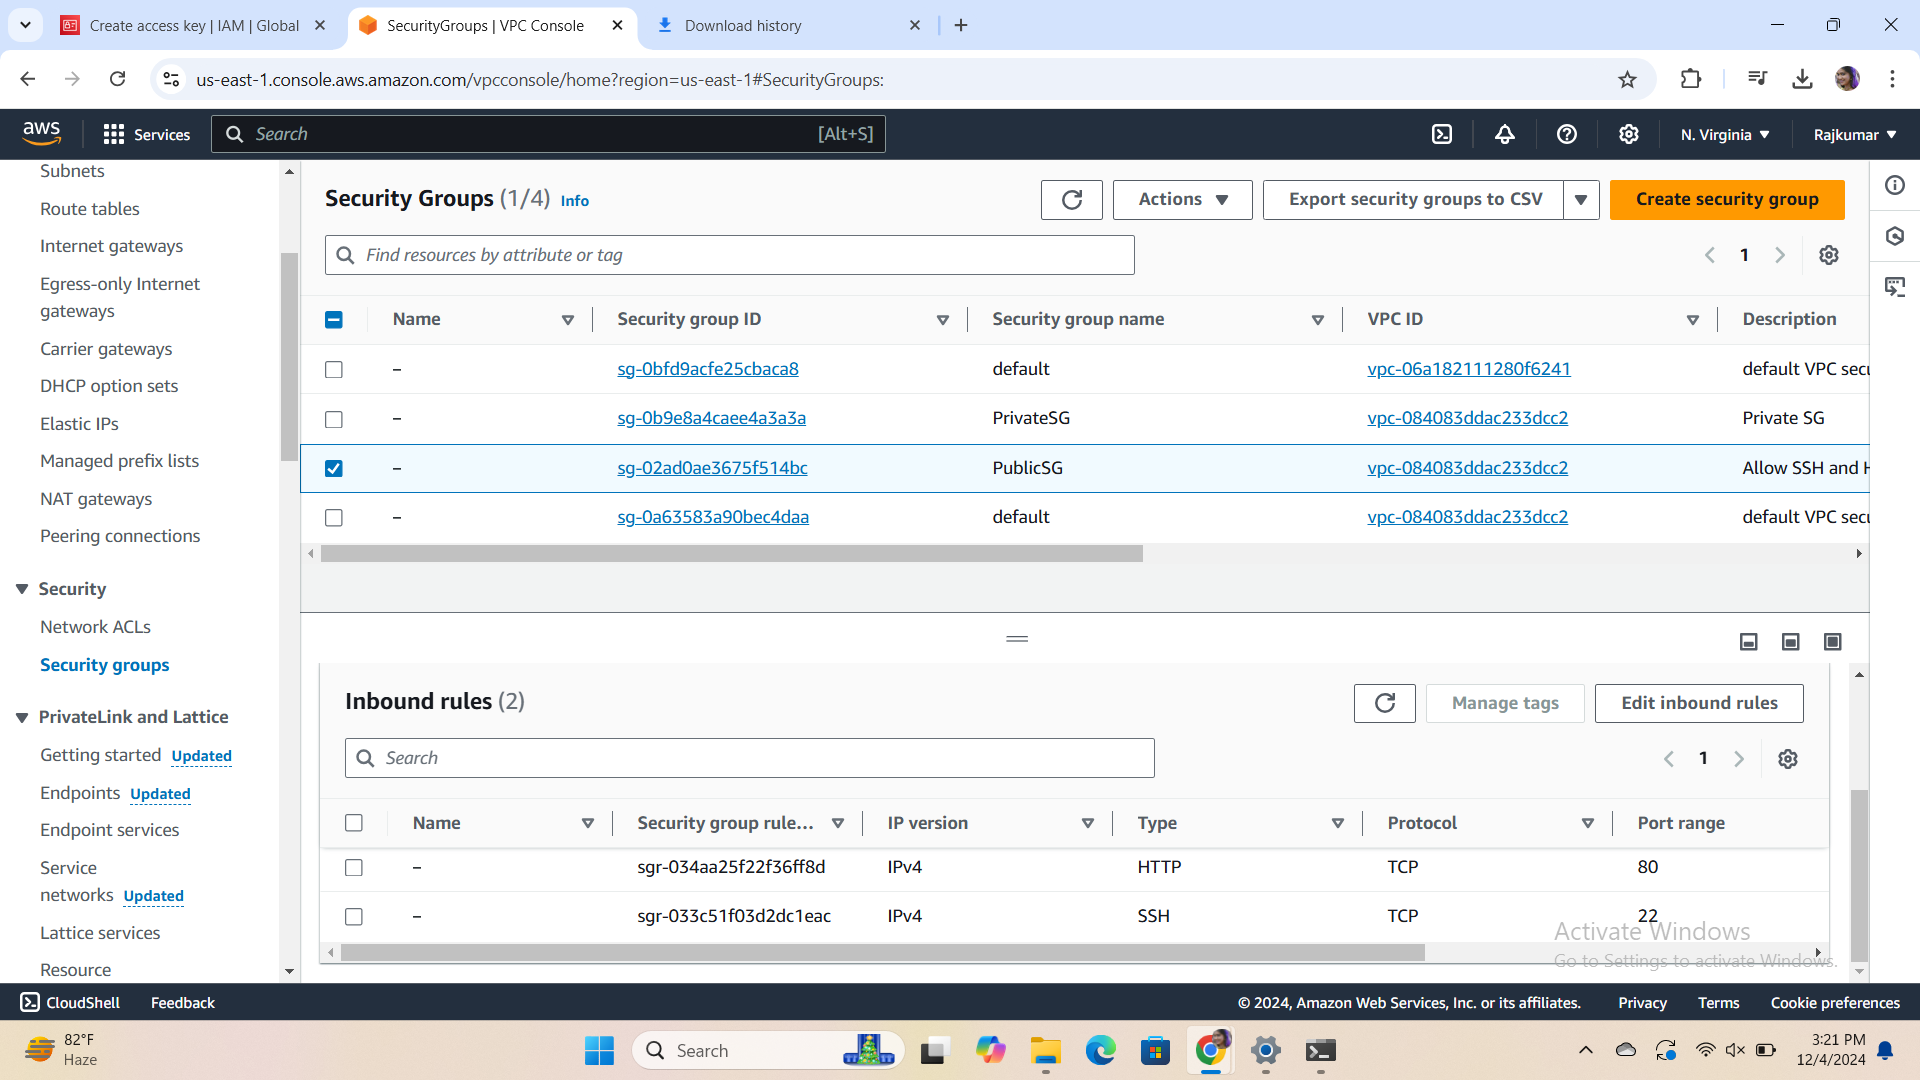 Create access key | IAM | Global
SecurityGroups | VPC Console
Download history
us-east-1.console.aws.amazon.com/vpcconsole/home?region=us-east-1#SecurityGroups:
aws
Services
Search
[Alt+S]
N. Virginia
Rajkumar
Subnets
Route tables
Internet gateways
Egress-only Internet
gateways
Carrier gateways
DHCP option sets
Elastic IPs
Managed prefix lists
NAT gateways
Peering connections
Security
Network ACLs
Security groups
PrivateLink and Lattice
Getting started Updated
Endpoints Updated
Endpoint services
Service
networks Updated
Lattice services
Resource
Security Groups (1/4) Info
Actions
Export security groups to CSV
Create security group
Find resources by attribute or tag
1
Name Security group ID Security group name VPC ID Description
– sg-0bfd9acfe25cbaca8 default vpc-06a182111280f6241 default VPC secu
– sg-0b9e8a4caee4a3a3a PrivateSG vpc-084083ddac233dcc2 Private SG
– sg-02ad0ae3675f514bc PublicSG vpc-084083ddac233dcc2 Allow SSH and H
– sg-0a63583a90bec4daa default vpc-084083ddac233dcc2 default VPC secu
Inbound rules (2)
Manage tags
Edit inbound rules
Search
1
Name Security group rule... IP version Type Protocol Port range
– sgr-034aa25f22f36ff8d IPv4 HTTP TCP 80
– sgr-033c51f03d2dc1eac IPv4 SSH TCP 22
Activate Windows
Go to Settings to activate Windows.
CloudShell Feedback
© 2024, Amazon Web Services, Inc. or its affiliates. Privacy Terms Cookie preferences
82°F
Haze
Search
3:21 PM
12/4/2024